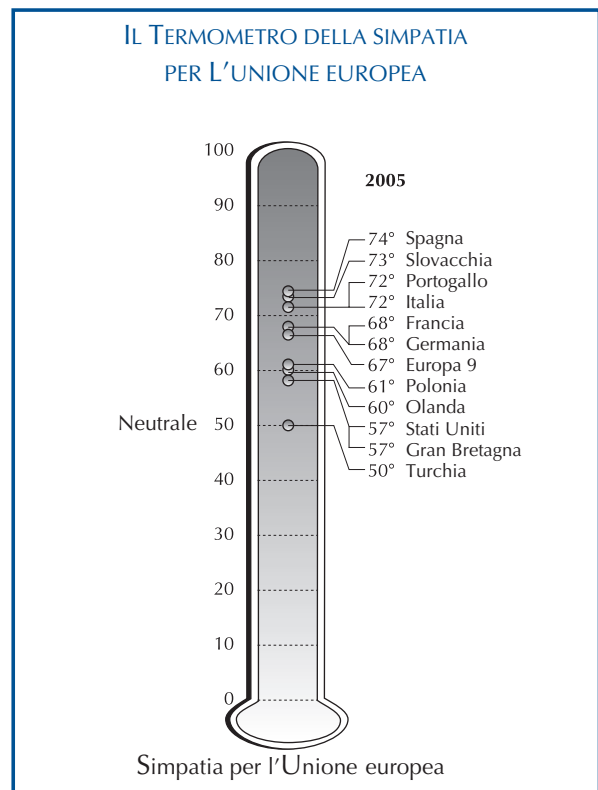 IL TERMOMETRO DELLA SIMPATIA
PER L'UNIONE EUROPEA
100
2005
90
80
74° Spagna
73° Slovacchia
72° Portogallo
72° Italia
70
68° Francia
68° Germania
67° Europa 9
60
61° Polonia
60° Olanda
Neutrale 50
57° Stati Uniti
57° Gran Bretagna
50° Turchia
40
30
20
10
0
Simpatia per l'Unione europea